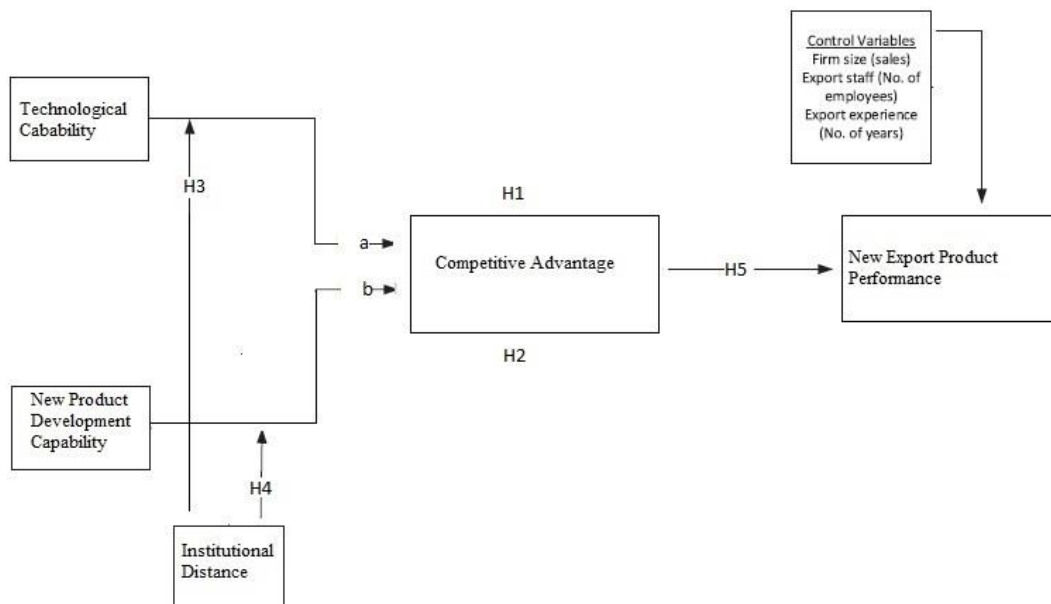 Control Variables
Firm size (sales)
Export staff (No. of
employees)
Export experience
(No. of years)
Technological
Cabability
H3
H1
a
Competitive Advantage
b
H5
New Export Product
Performance
H2
New Product
Development
Capability
H4
Institutional
Distance